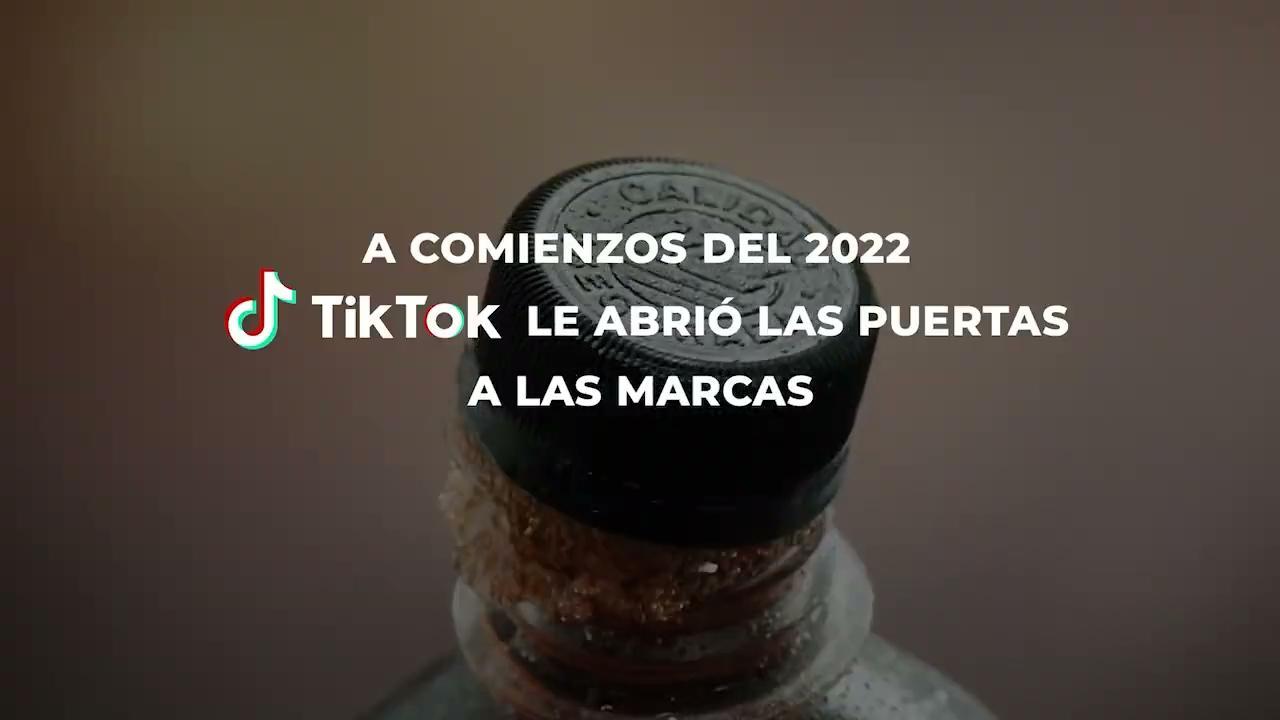 A COMIENZOS DEL 2022
TikTok LE ABRIÓ LAS PUERTAS
A LAS MARCAS